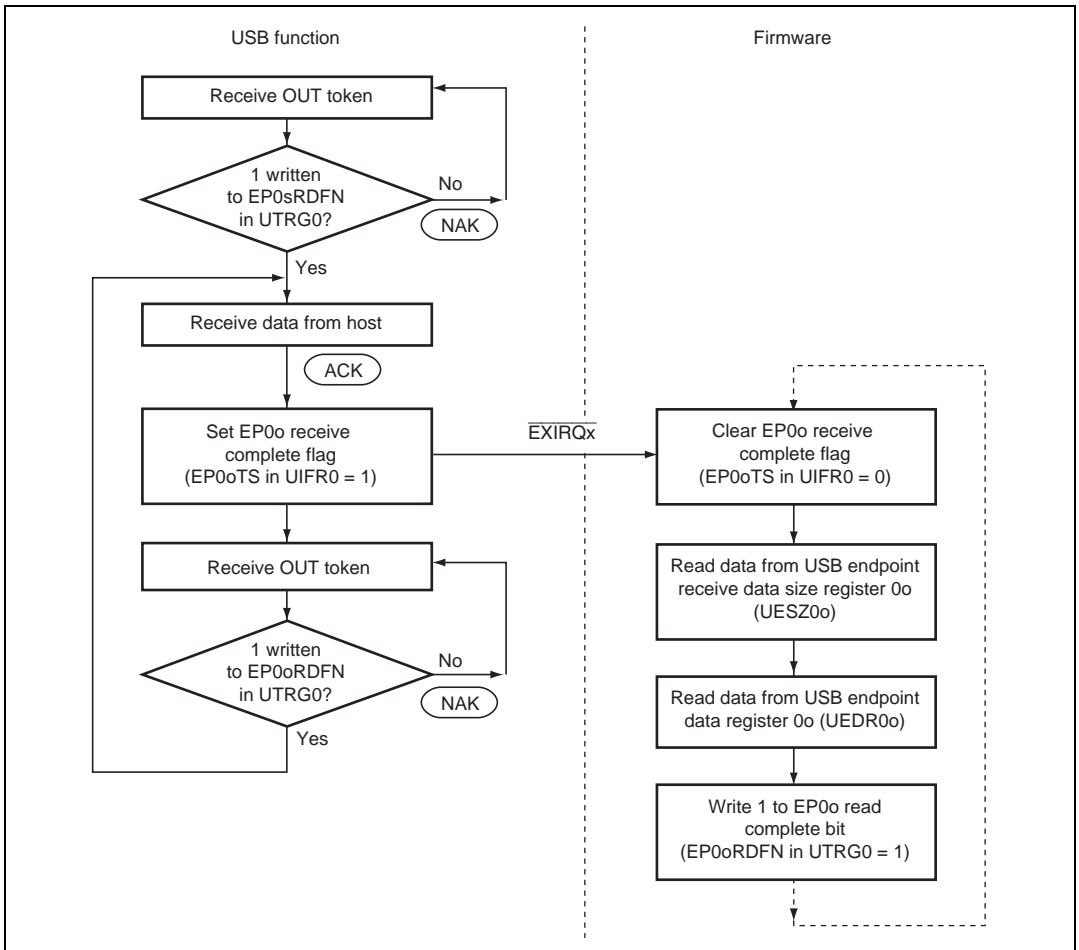 USB function
Firmware
Receive OUT token
1 written
to EP0sRDFN
in UTRG0?
No
NAK
Yes
Receive data from host
ACK
Set EP0o receive
complete flag
(EP0oTS in UIFR0 = 1)
EXIRQx
Clear EP0o receive
complete flag
(EP0oTS in UIFR0 = 0)
Receive OUT token
Read data from USB endpoint
receive data size register 0o
(UESZ0o)
1 written
to EP0oRDFN
in UTRG0?
No
NAK
Yes
Read data from USB endpoint
data register 0o (UEDR0o)
Write 1 to EP0o read
complete bit
(EP0oRDFN in UTRG0 = 1)